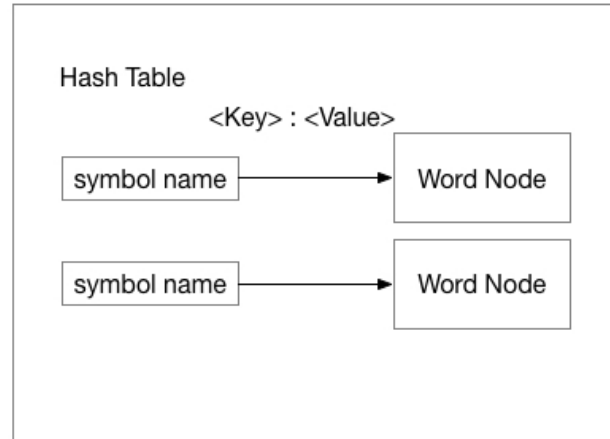 Hash Table
<Key> : <Value>
symbol name
Word Node
symbol name
Word Node